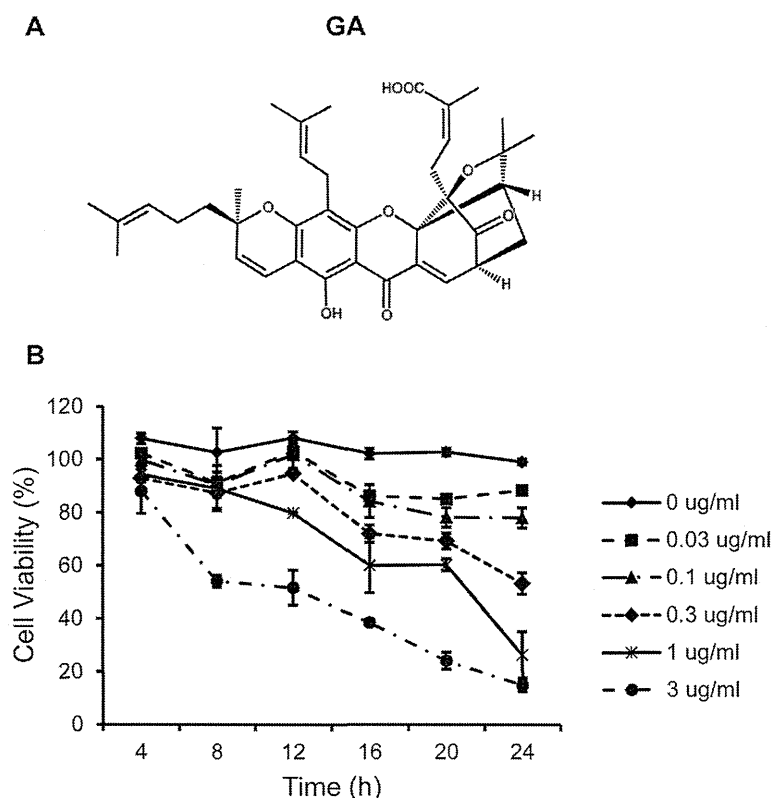 A
GA
HOOC
O
H
O
O
O
H
OH
O
B
120
100
80
60
40
20
0
Cell Viability (%)
4 8 12 16 20 24
Time (h)
0 ug/ml
0.03 ug/ml
0.1 ug/ml
0.3 ug/ml
1 ug/ml
3 ug/ml